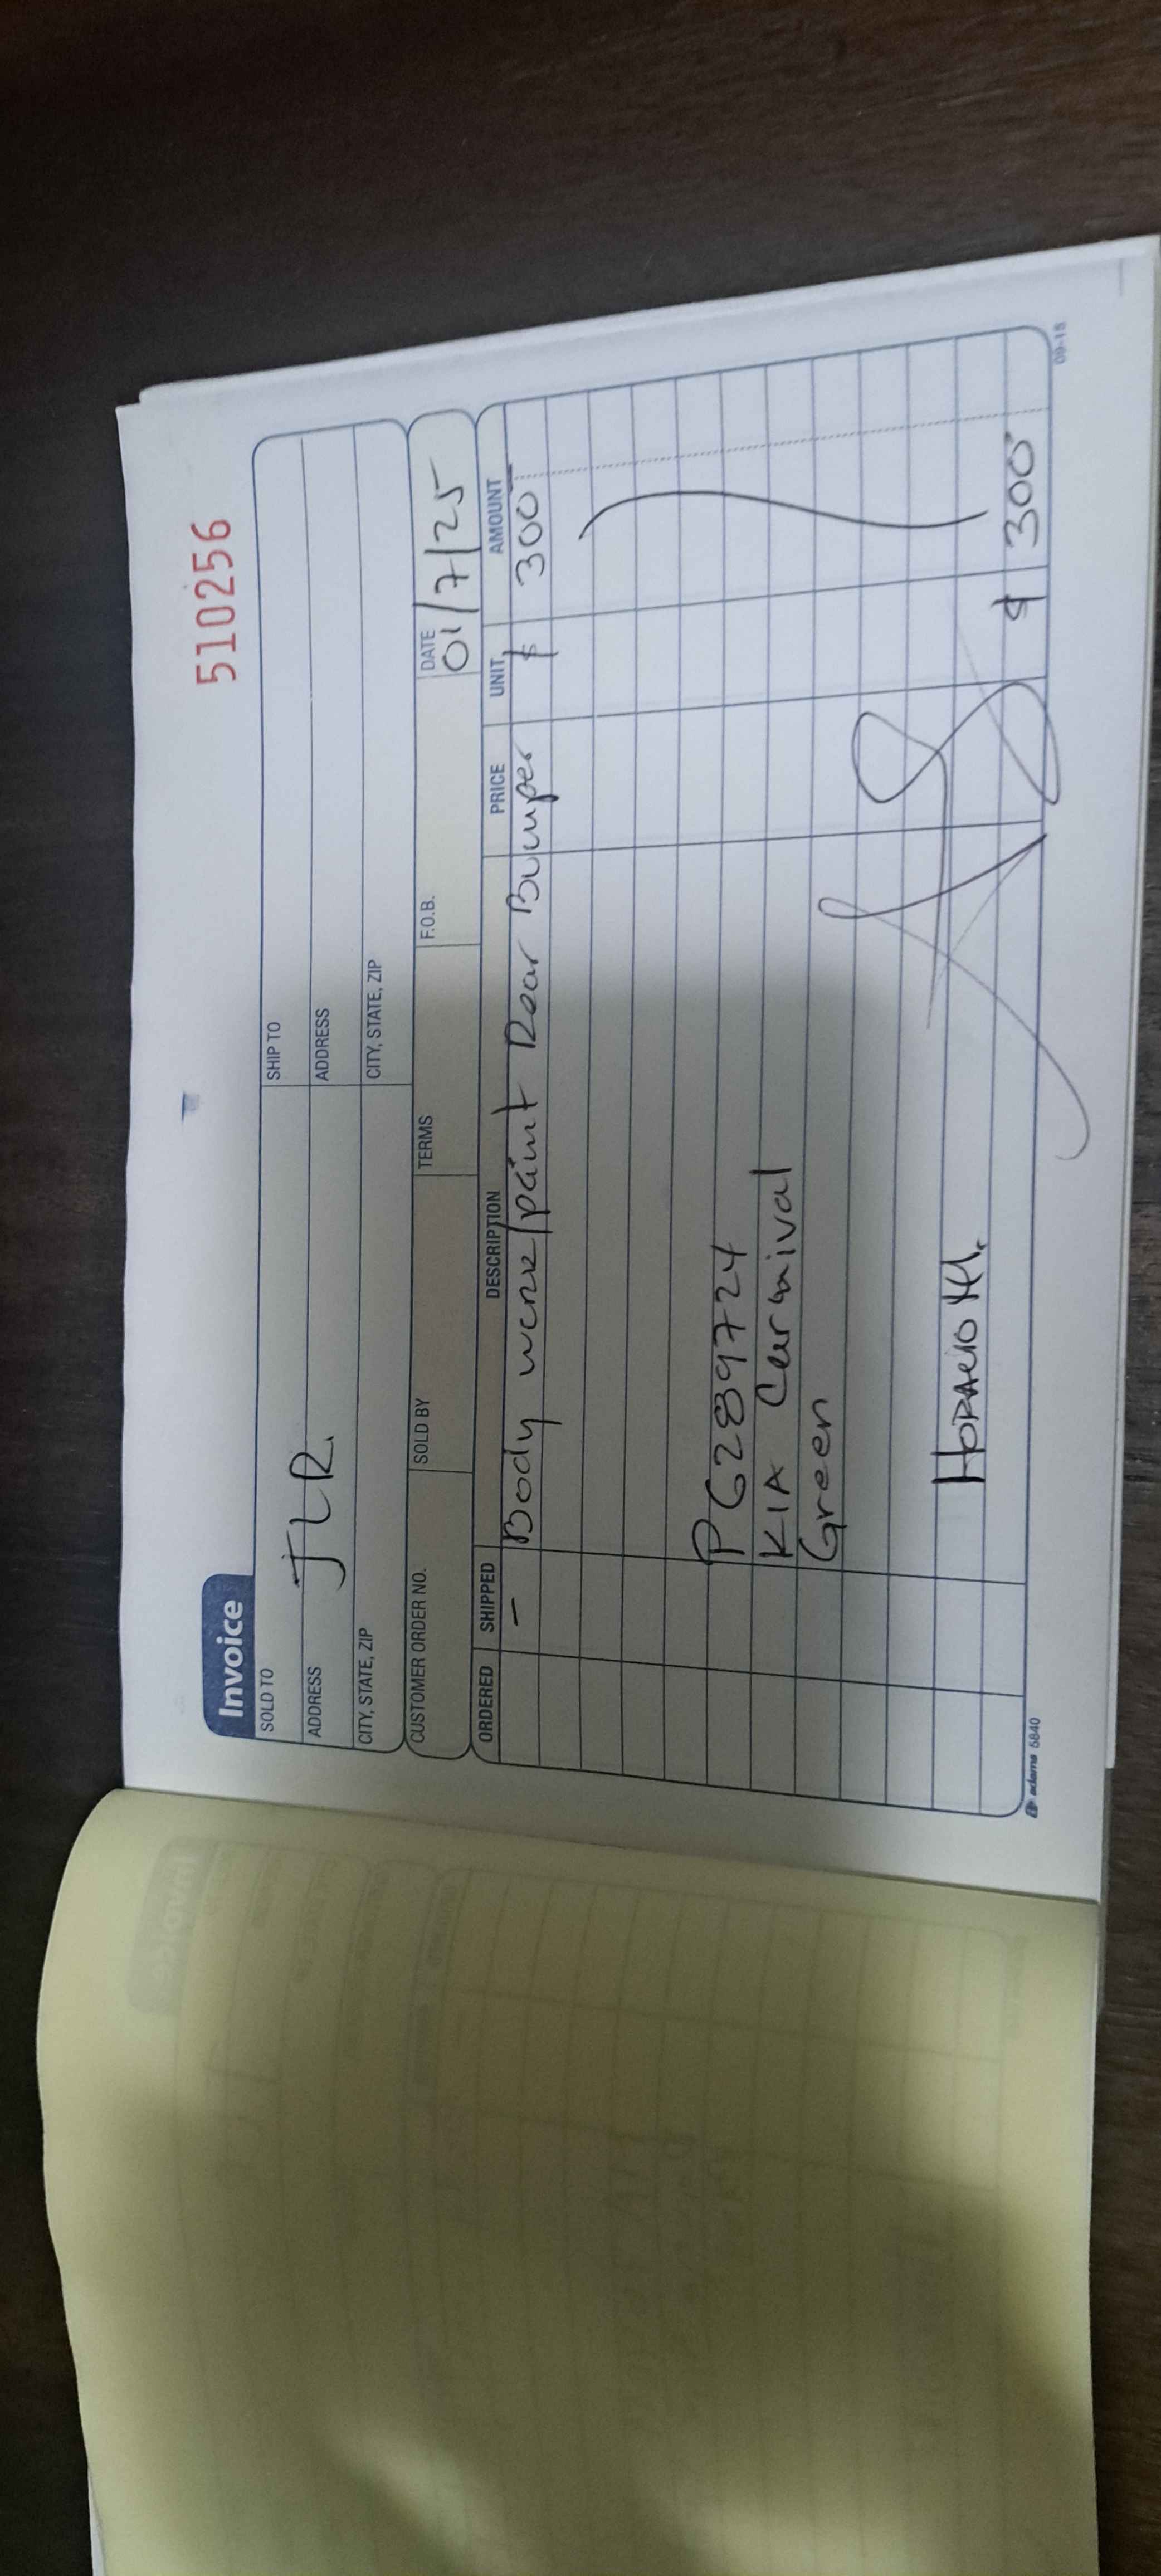 510256
Invoice
SOLD TO
SHIP TO
JLR.
ADDRESS
ADDRESS
CITY, STATE, ZIP
CITY, STATE, ZIP
CUSTOMER ORDER NO.
SOLD BY
TERMS
F.O.B.
DATE
01/7/25
ORDERED SHIPPED DESCRIPTION PRICE UNIT AMOUNT
- Body work/paint Rear Bumper $ 300
PG289724
KIA Carnival
Green
HORACIO M.
$ 300
adams 5840
09-15